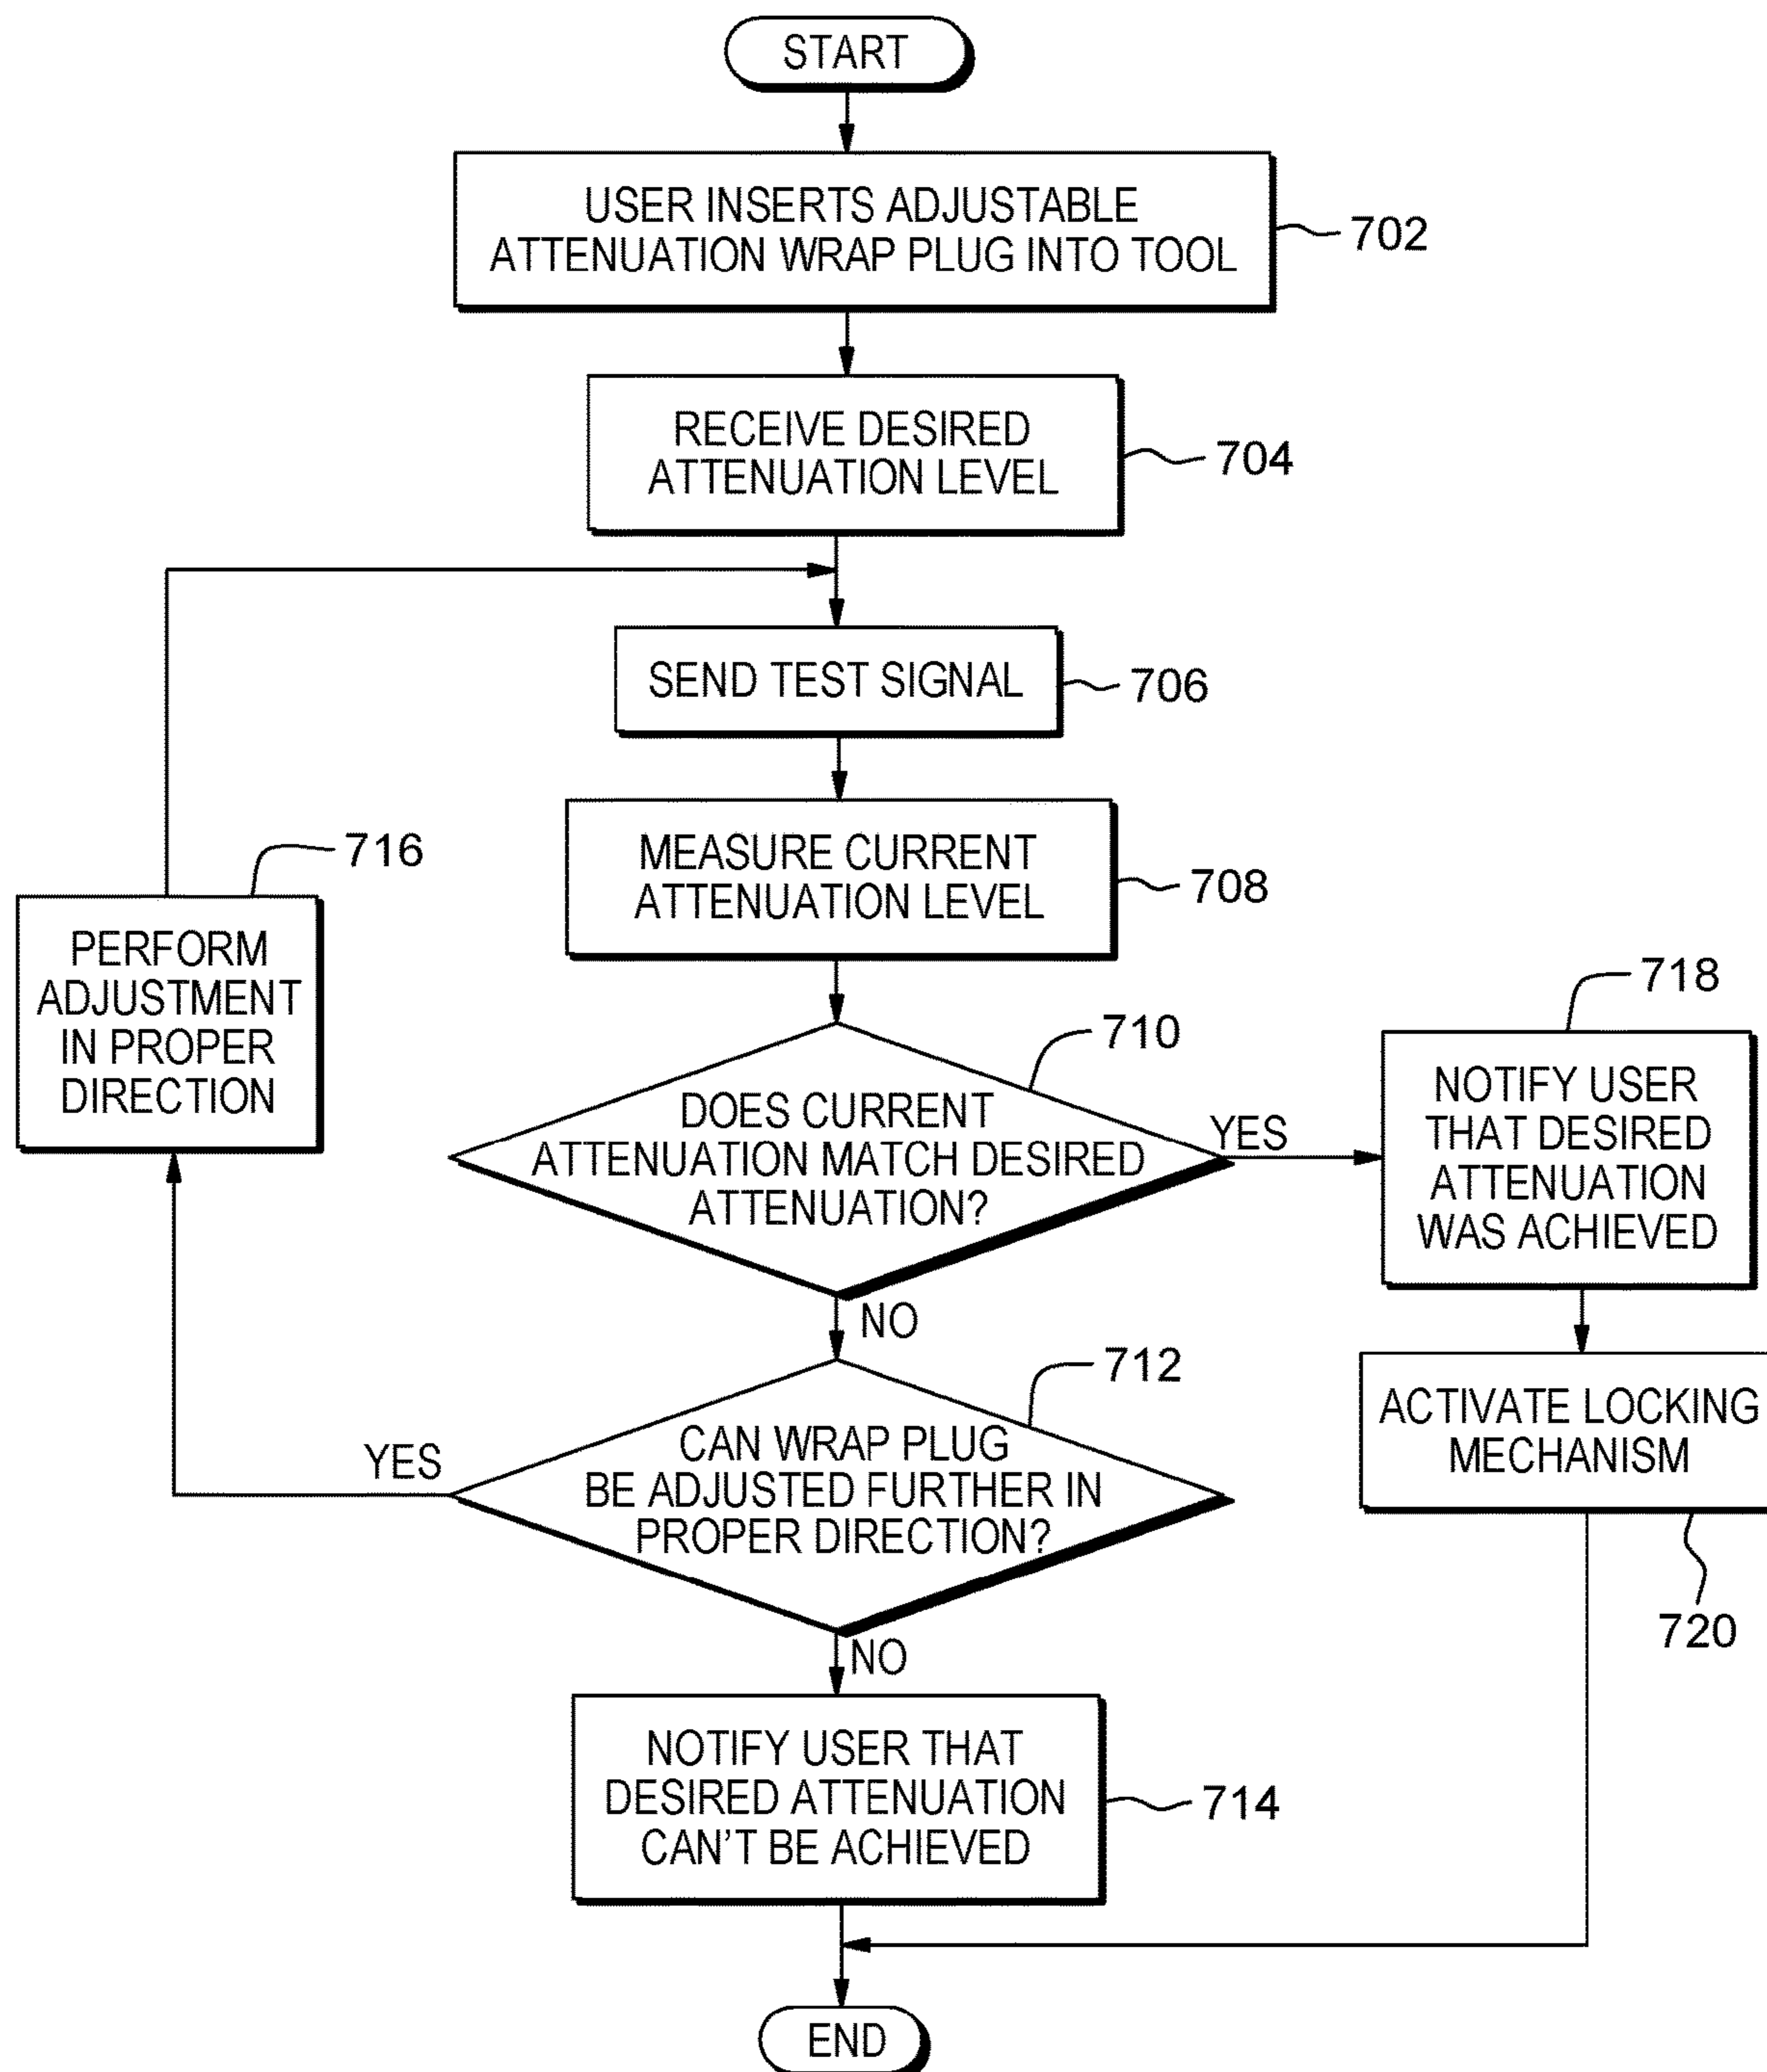 START
USER INSERTS ADJUSTABLE
ATTENUATION WRAP PLUG INTO TOOL
702
RECEIVE DESIRED
ATTENUATION LEVEL
704
SEND TEST SIGNAL
706
MEASURE CURRENT
ATTENUATION LEVEL
708
716
PERFORM
ADJUSTMENT
IN PROPER
DIRECTION
710
DOES CURRENT
ATTENUATION MATCH DESIRED
ATTENUATION?
YES
NO
718
NOTIFY USER
THAT DESIRED
ATTENUATION
WAS ACHIEVED
712
CAN WRAP PLUG
BE ADJUSTED FURTHER IN
PROPER DIRECTION?
YES
NO
ACTIVATE LOCKING
MECHANISM
720
NOTIFY USER THAT
DESIRED ATTENUATION
CAN'T BE ACHIEVED
714
END